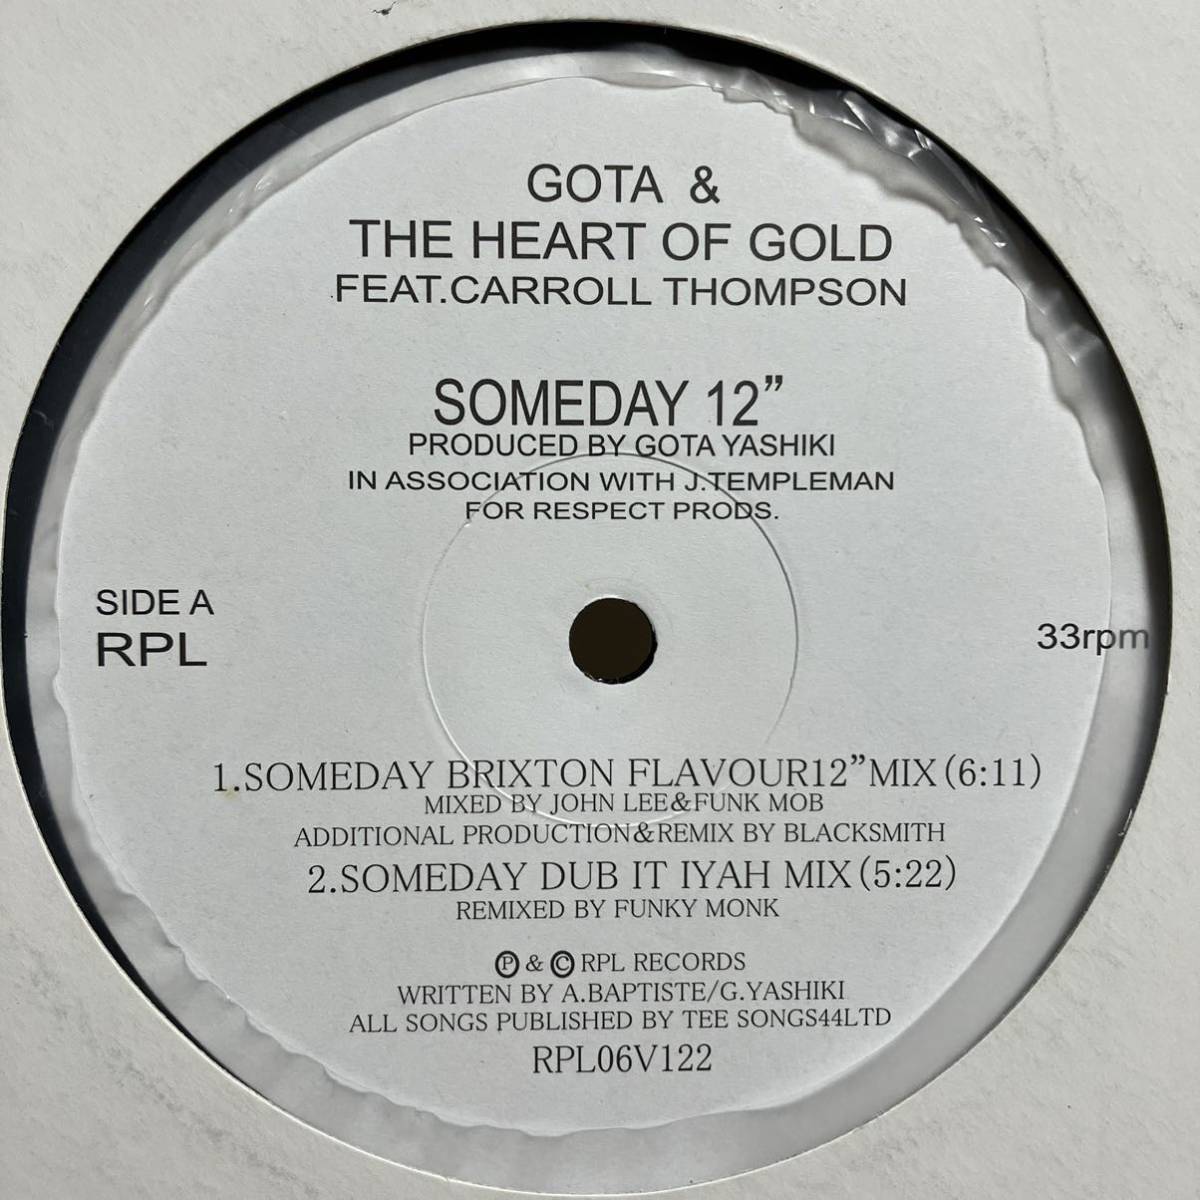 GOTA &
THE HEART OF GOLD
FEAT.CARROLL THOMPSON
SOMEDAY 12”
PRODUCED BY GOTA YASHIKI
IN ASSOCIATION WITH J.TEMPLEMAN
FOR RESPECT PRODS.
SIDE A
RPL
33rpm
1.SOMEDAY BRIXTON FLAVOUR12”MIX(6:11)
MIXED BY JOHN LEE&FUNK MOB
ADDITIONAL PRODUCTION&REMIX BY BLACKSMITH
2.SOMEDAY DUB IT IYAH MIX(5:22)
REMIXED BY FUNKY MONK
Ⓟ & © RPL RECORDS
WRITTEN BY A.BAPTISTE/G.YASHIKI
ALL SONGS PUBLISHED BY TEE SONGS44LTD
RPL06V122